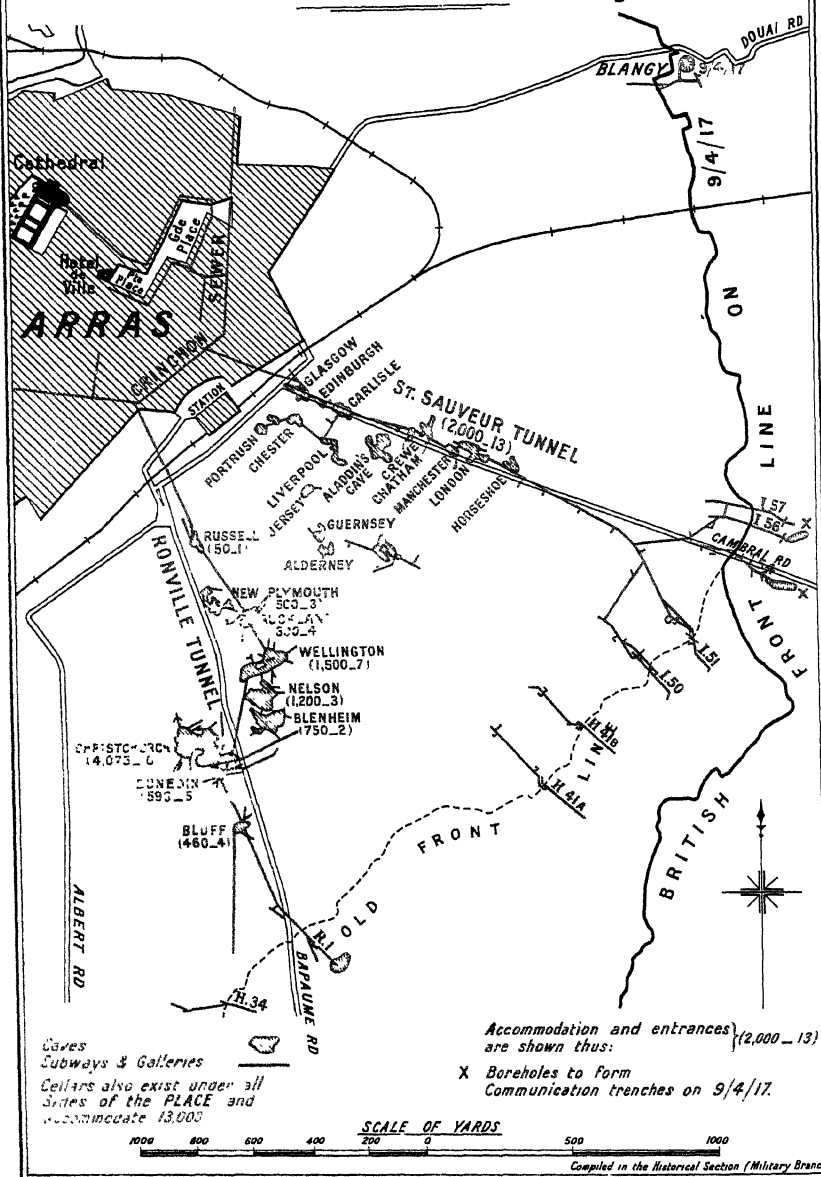 DOUAI RD
BLANGY
9/4/17
9/4/17
Cathedral
Gde Place
Pte place
Hotel de Ville
SEWER
ARRAS
CRINCHON
STATION
GLASGOW
EDINBURGH
CARLISLE
ST. SAUVEUR TUNNEL
(2,000_13)
PORTRUSH
CHESTER
LIVERPOOL
JERSEY
ALADDIN'S CAVE
CREWE
CHATHAM
MANCHESTER
LONDON
HORSESHOE
GUERNSEY
ALDERNEY
RUSSELL
(50_1)
RONVILLE TUNNEL
NEW PLYMOUTH
WELLINGTON
(1,500_7)
NELSON
(1,200_3)
BLENHEIM
(750_2)
CHRISTCHURCH
DUNEDIN
BLUFF
(460_4)
ALBERT RD
BAPAUME RD
R.1
H.34
OLD FRONT LINE
H 41A
H 41B
I.50
I.51
I.57
I.56
X
X
CAMBRAI RD
BRITISH FRONT LINE ON
Caves
Subways & Galleries
Cellars also exist under all
Sides of the PLACE and
accommodate 13,000
Accommodation and entrances
are shown thus: } (2,000_13)
X Boreholes to form
Communication trenches on 9/4/17.
SCALE OF YARDS
1000 800 600 400 200 0 500 1000
Compiled in the Historical Section (Military Branc